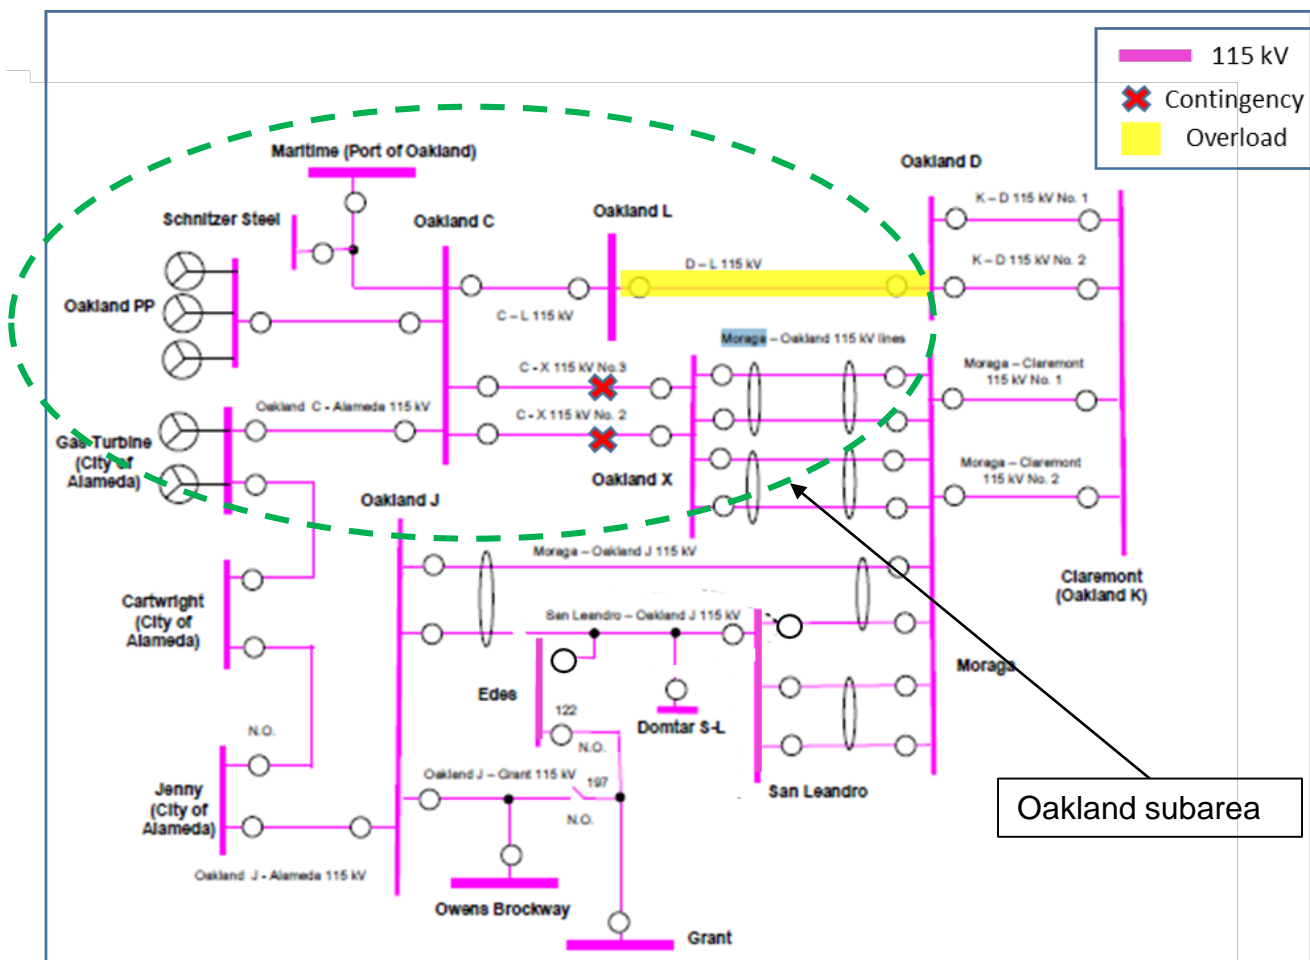 115 kV
Contingency
Overload
Maritime (Port of Oakland)
Oakland D
K – D 115 kV No. 1
Schnitzer Steel
Oakland C
Oakland L
D – L 115 kV
K – D 115 kV No. 2
Oakland PP
C – L 115 kV
Moraga – Oakland 115 kV lines
C - X 115 kV No.3
Moraga – Claremont
115 kV No. 1
Oakland C - Alameda 115 kV
C - X 115 kV No. 2
Gas Turbine
(City of
Alameda)
Oakland X
Moraga – Claremont
115 kV No. 2
Oakland J
Moraga – Oakland J 115 kV
Claremont
(Oakland K)
Cartwright
(City of
Alameda)
San Leandro – Oakland J 115 kV
Moraga
Edes
122
N.O.
Domtar S-L
N.O.
Oakland J – Grant 115 kV
197
N.O.
San Leandro
Jenny
(City of
Alameda)
Oakland subarea
Oakland J - Alameda 115 kV
Owens Brockway
Grant